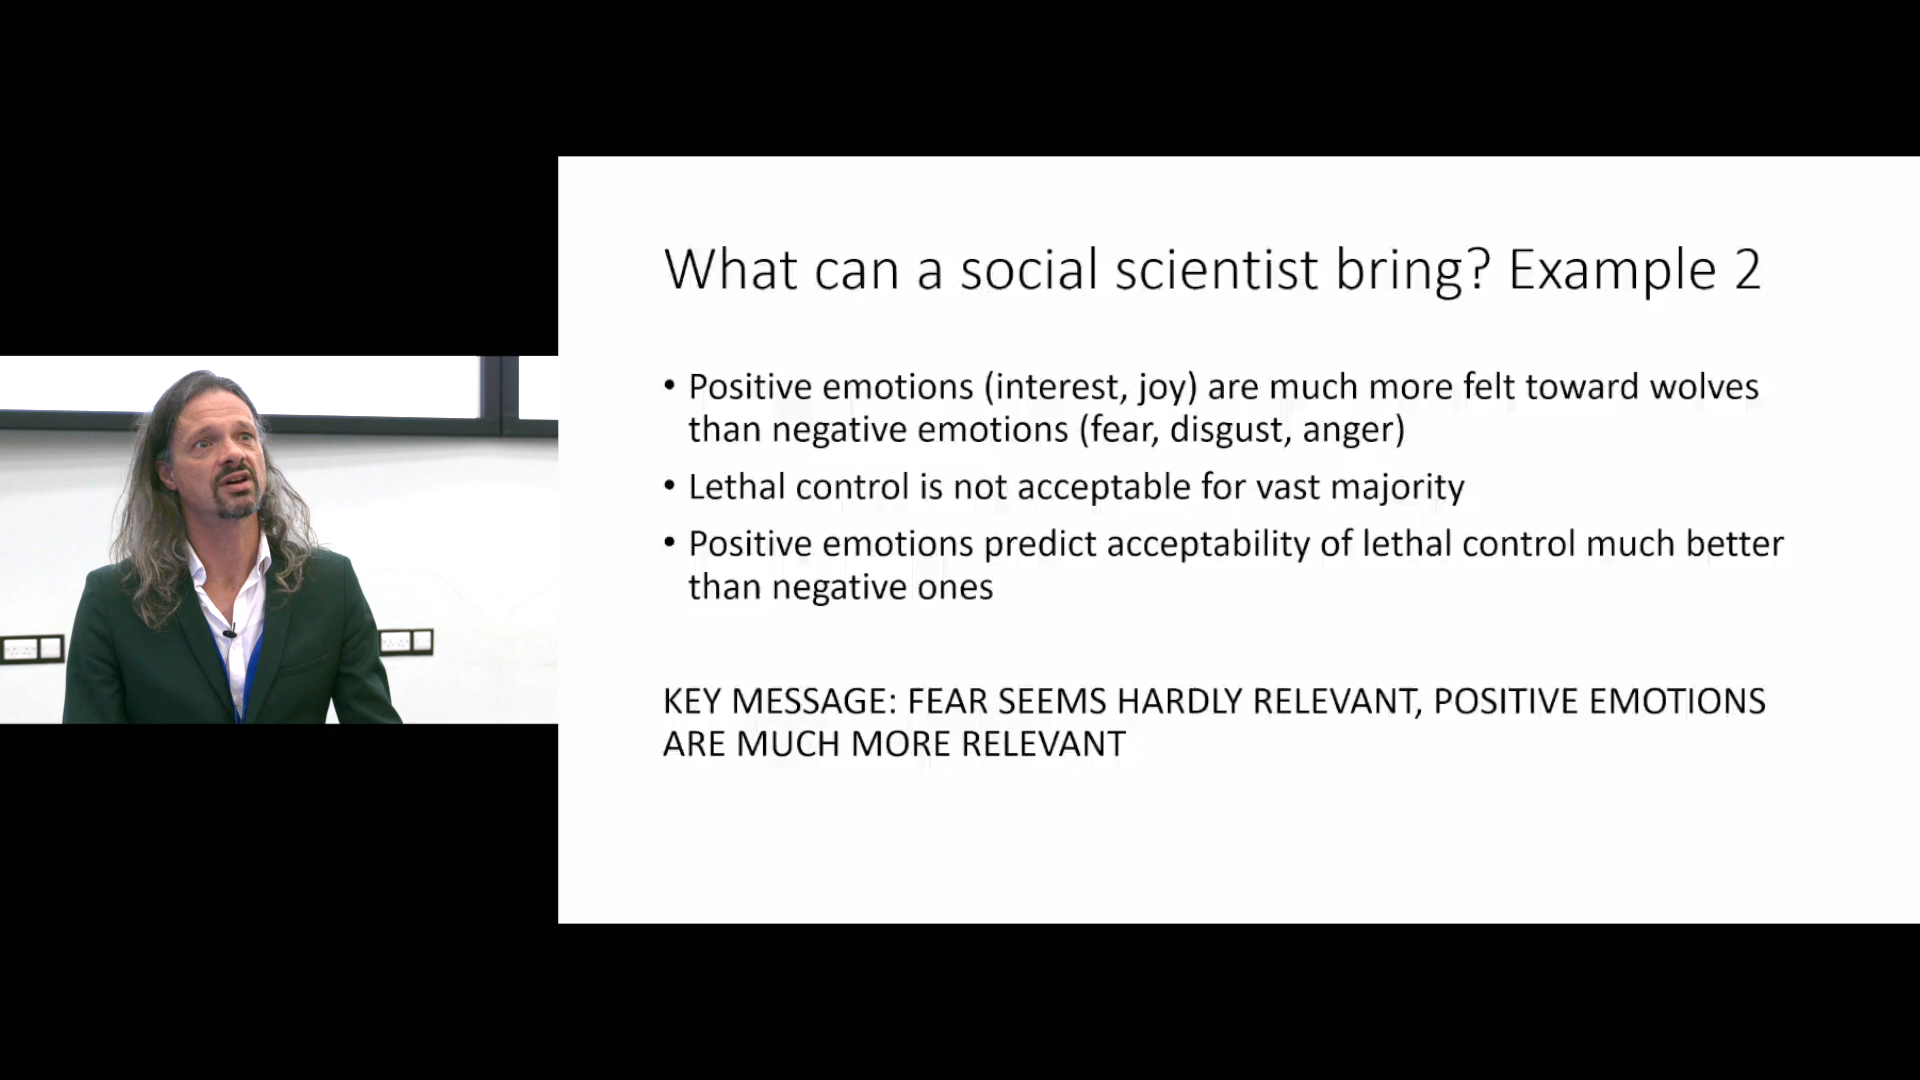 What can a social scientist bring? Example 2
• Positive emotions (interest, joy) are much more felt toward wolves
than negative emotions (fear, disgust, anger)
• Lethal control is not acceptable for vast majority
• Positive emotions predict acceptability of lethal control much better
than negative ones
KEY MESSAGE: FEAR SEEMS HARDLY RELEVANT, POSITIVE EMOTIONS
ARE MUCH MORE RELEVANT